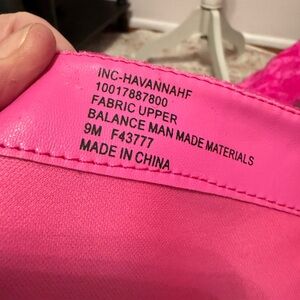 INC-HAVANNAHF
10017887800
FABRIC UPPER
BALANCE MAN MADE MATERIALS
9M F43777
MADE IN CHINA